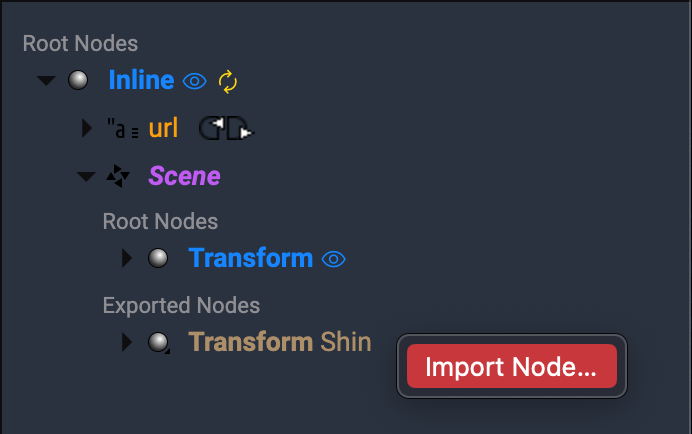 Root Nodes
Inline
"a url
Scene
Root Nodes
Transform
Exported Nodes
Transform Shin
Import Node...